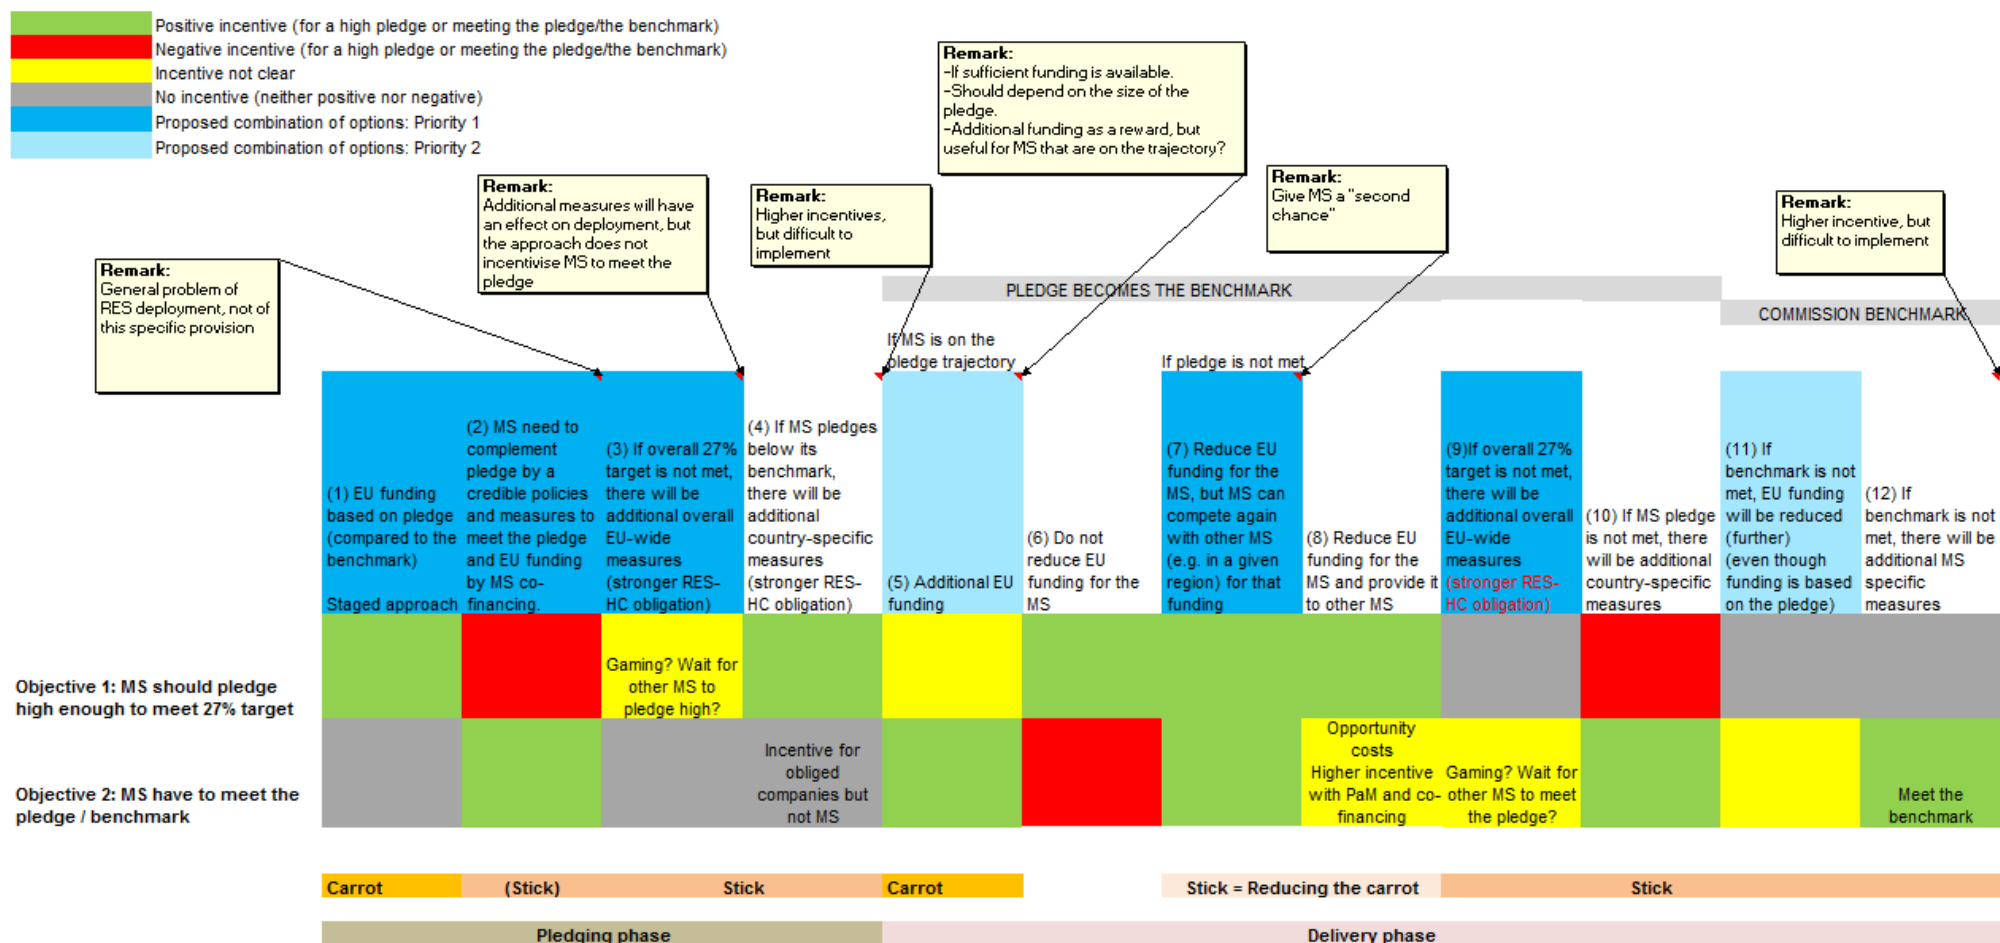 Positive incentive (for a high pledge or meeting the pledge/the benchmark)
Negative incentive (for a high pledge or meeting the pledge/the benchmark)
Incentive not clear
No incentive (neither positive nor negative)
Proposed combination of options: Priority 1
Proposed combination of options: Priority 2
Remark:
General problem of
RES deployment, not of
this specific provision
Remark:
Additional measures will have
an effect on deployment, but
the approach does not
incentivise MS to meet the
pledge
Remark:
Higher incentives,
but difficult to
implement
Remark:
-If sufficient funding is available.
-Should depend on the size of the
pledge.
-Additional funding as a reward, but
useful for MS that are on the trajectory?
Remark:
Give MS a "second
chance"
Remark:
Higher incentive, but
difficult to implement
PLEDGE BECOMES THE BENCHMARK
COMMISSION BENCHMARK
If MS is on the
pledge trajectory
If pledge is not met
(1) EU funding
based on pledge
(compared to the
benchmark)
Staged approach
(2) MS need to
complement
pledge by a
credible policies
and measures to
meet the pledge
and EU funding
by MS co-
financing.
(3) If overall 27%
target is not met,
there will be
additional overall
EU-wide
measures
(stronger RES-
HC obligation)
(4) If MS pledges
below its
benchmark,
there will be
additional
country-specific
measures
(stronger RES-
HC obligation)
(5) Additional EU
funding
(6) Do not
reduce EU
funding for the
MS
(7) Reduce EU
funding for the
MS, but MS can
compete again
with other MS
(e.g. in a given
region) for that
funding
(8) Reduce EU
funding for the
MS and provide it
to other MS
(9)If overall 27%
target is not met,
there will be
additional overall
EU-wide
measures
(stronger RES-
HC obligation)
(10) If MS pledge
is not met, there
will be additional
country-specific
measures
(11) If
benchmark is not
met, EU funding
will be reduced
(further)
(even though
funding is based
on the pledge)
(12) If
benchmark is not
met, there will be
additional MS
specific
measures
Objective 1: MS should pledge
high enough to meet 27% target
Gaming? Wait for
other MS to
pledge high?
Objective 2: MS have to meet the
pledge / benchmark
Incentive for
obliged
companies but
not MS
Opportunity
costs
Higher incentive
with PaM and co-
financing
Gaming? Wait for
other MS to meet
the pledge?
Meet the
benchmark
Carrot
(Stick)
Stick
Carrot
Stick = Reducing the carrot
Stick
Pledging phase
Delivery phase